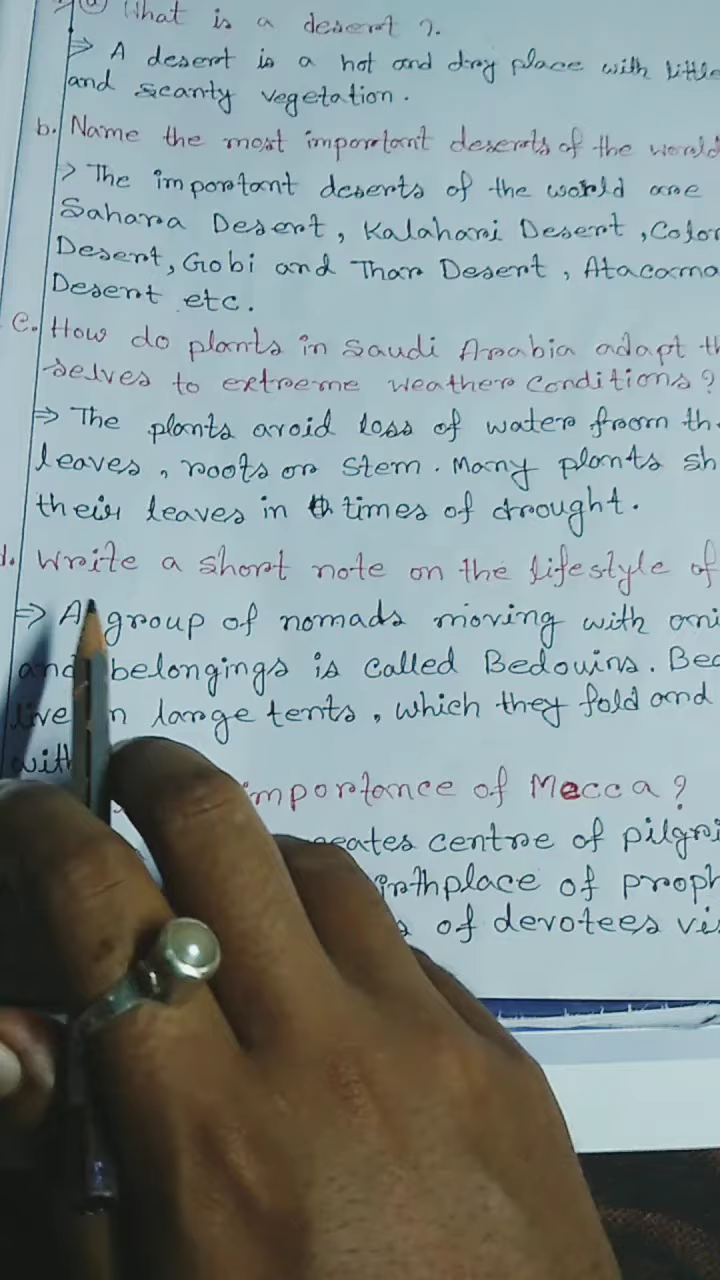 a What is a desert ?.
⇒ A desert is a hot and dry place with little
and scanty vegetation.
b. Name the most important deserts of the world
> The important deserts of the world are
Sahara Desert, Kalahari Desert, Color
Desert, Gobi and Thar Desert, Atacama
Desert etc.
c. How do plants in Saudi Arabia adapt th
selves to extreme weather conditions?
⇒ The plants avoid loss of water from th
leaves, roots or stem. Many plants sh
their leaves in times of drought.
d. Write a short note on the lifestyle of
⇒ A group of nomads moving with ani
and belongings is called Bedouins. Bed
live in large tents, which they fold and
with
importance of Mecca?
reates centre of pilgri
irthplace of proph
s of devotees vis